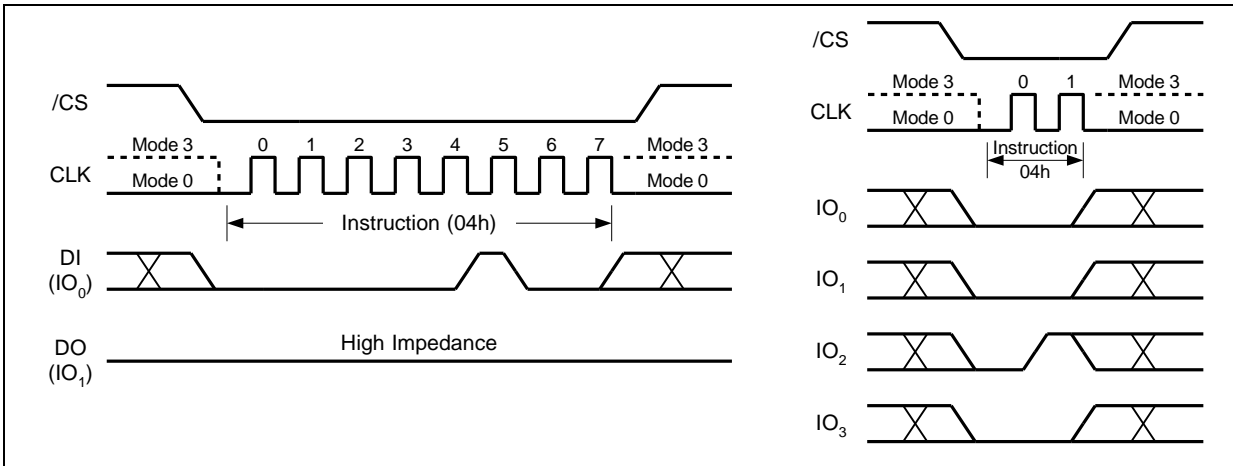 /CS
Mode 3 0 1 2 3 4 5 6 7 Mode 3
CLK
Mode 0 Mode 0
Instruction (04h)
DI
(IO0)
High Impedance
DO
(IO1)
/CS
Mode 3 0 1 Mode 3
CLK
Mode 0 Mode 0
Instruction
04h
IO0
IO1
IO2
IO3